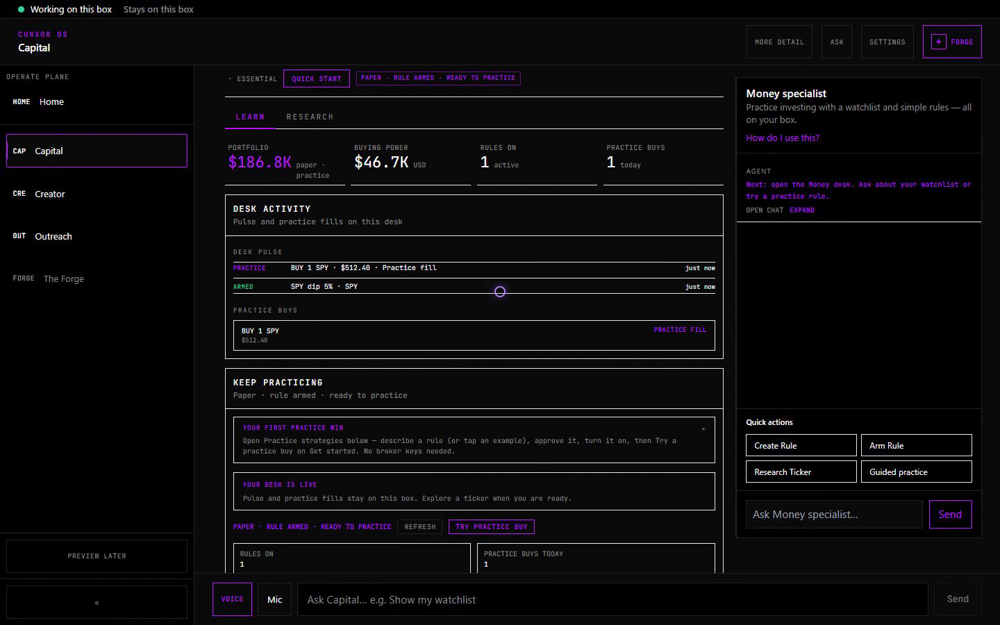 Working on this box Stays on this box
CURXOR OS
Capital
MORE DETAIL
ASK
SETTINGS
+ FORGE
OPERATE PLANE
HOME Home
CAP Capital
CRE Creator
OUT Outreach
FORGE The Forge
PREVIEW LATER
«
· ESSENTIAL QUICK START PAPER · RULE ARMED · READY TO PRACTICE
LEARN RESEARCH
PORTFOLIO
$186.8K paper ·
practice
BUYING POWER
$46.7K USD
RULES ON
1 active
PRACTICE BUYS
1 today
DESK ACTIVITY
Pulse and practice fills on this desk
DESK PULSE
PRACTICE BUY 1 SPY · $512.40 · Practice fill just now
ARMED SPY dip 5% · SPY just now
PRACTICE BUYS
BUY 1 SPY PRACTICE FILL
$512.40
KEEP PRACTICING
Paper · rule armed · ready to practice
YOUR FIRST PRACTICE WIN ×
Open Practice strategies below — describe a rule (or tap an example), approve it, turn it on, then Try a
practice buy on Get started. No broker keys needed.
YOUR DESK IS LIVE
Pulse and practice fills stay on this box. Explore a ticker when you are ready.
PAPER · RULE ARMED · READY TO PRACTICE REFRESH TRY PRACTICE BUY
RULES ON
1
PRACTICE BUYS TODAY
1
Money specialist
Practice investing with a watchlist and simple rules — all
on your box.
How do I use this?
AGENT
Next: open the Money desk. Ask about your watchlist or
try a practice rule.
OPEN CHAT EXPAND
Quick actions
Create Rule
Arm Rule
Research Ticker
Guided practice
Ask Money specialist...
Send
VOICE
Mic
Ask Capital... e.g. Show my watchlist
Send